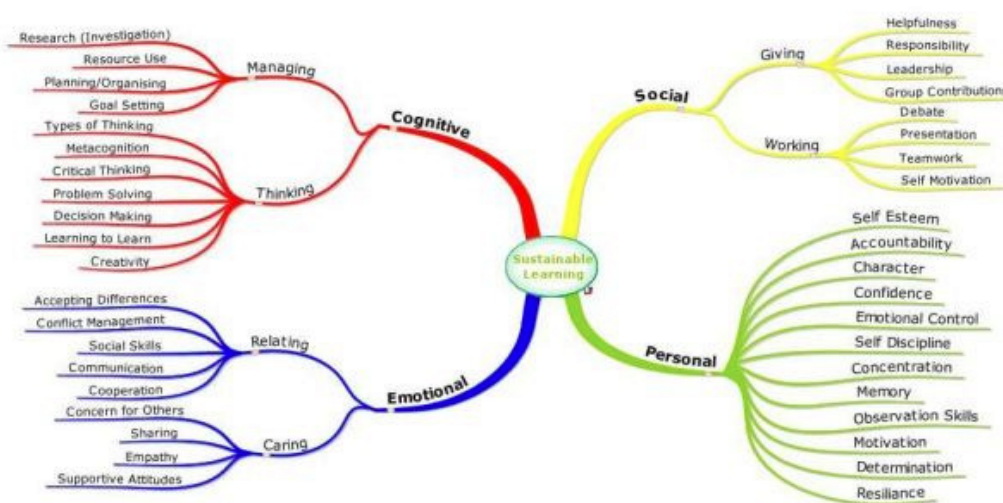 Sustainable
Learning
Cognitive
Managing
Research (Investigation)
Resource Use
Planning/Organising
Goal Setting
Thinking
Types of Thinking
Metacognition
Critical Thinking
Problem Solving
Decision Making
Learning to Learn
Creativity
Social
Giving
Helpfulness
Responsibility
Leadership
Group Contribution
Working
Debate
Presentation
Teamwork
Self Motivation
Emotional
Relating
Accepting Differences
Conflict Management
Social Skills
Communication
Cooperation
Caring
Concern for Others
Sharing
Empathy
Supportive Attitudes
Personal
Self Esteem
Accountability
Character
Confidence
Emotional Control
Self Discipline
Concentration
Memory
Observation Skills
Motivation
Determination
Resiliance